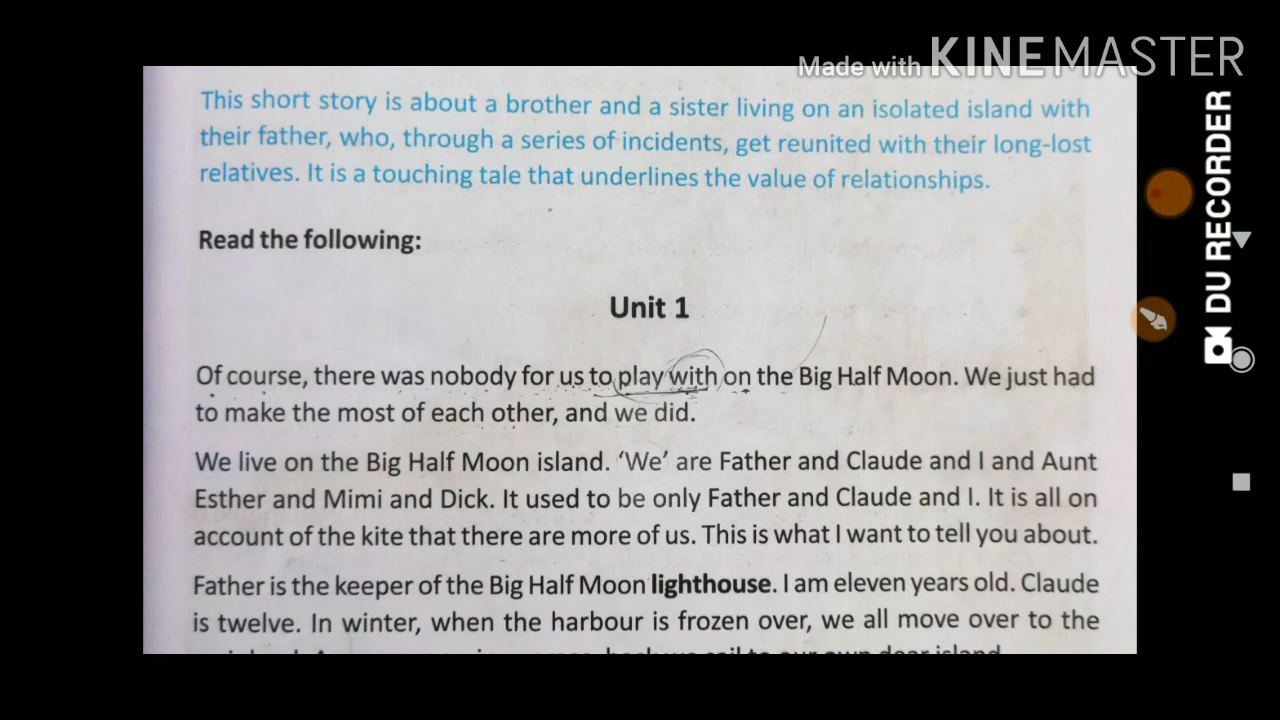 Made with KINEMASTER
DU RECORDER
This short story is about a brother and a sister living on an isolated island with
their father, who, through a series of incidents, get reunited with their long-lost
relatives. It is a touching tale that underlines the value of relationships.
Read the following:
Unit 1
Of course, there was nobody for us to play with on the Big Half Moon. We just had
to make the most of each other, and we did.
We live on the Big Half Moon island. ‘We’ are Father and Claude and I and Aunt
Esther and Mimi and Dick. It used to be only Father and Claude and I. It is all on
account of the kite that there are more of us. This is what I want to tell you about.
Father is the keeper of the Big Half Moon lighthouse. I am eleven years old. Claude
is twelve. In winter, when the harbour is frozen over, we all move over to the
own dear island